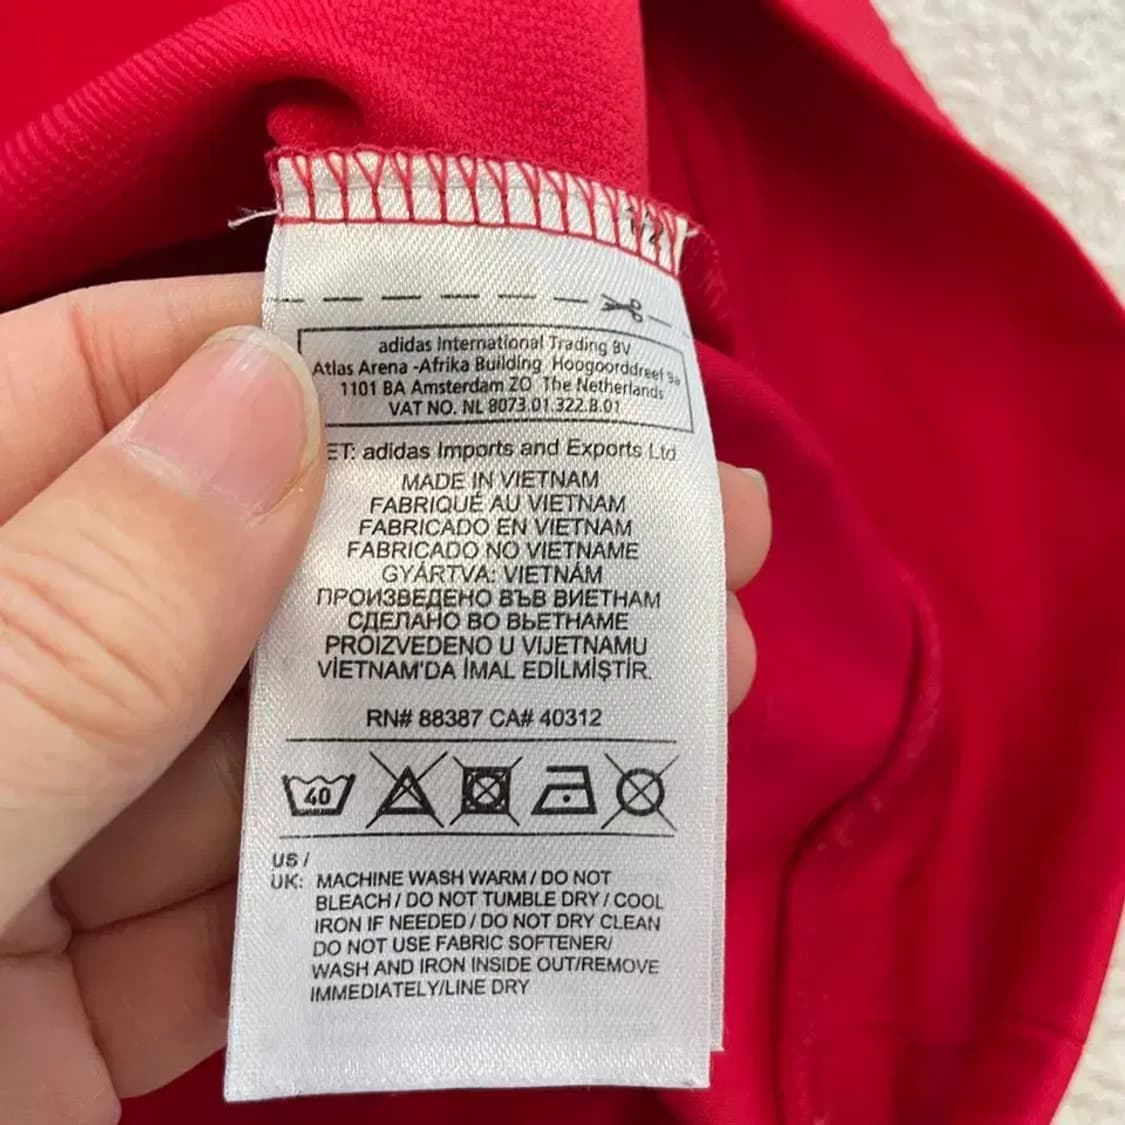 adidas International Trading BV
Atlas Arena -Afrika Building Hoogoorddreef 9a
1101 BA Amsterdam ZO The Netherlands
VAT NO. NL 8073.01.322.B.01
ET: adidas Imports and Exports Ltd
MADE IN VIETNAM
FABRIQUÉ AU VIETNAM
FABRICADO EN VIETNAM
FABRICADO NO VIETNAME
GYÁRTVA: VIETNÁM
ПРОИЗВЕДЕНО ВЪВ ВИЕТНАМ
СДЕЛАНО ВО ВЬЕТНАМЕ
PROIZVEDENO U VIJETNAMU
VİETNAM'DA İMAL EDİLMİŞTİR.
RN# 88387 CA# 40312
40
US /
UK: MACHINE WASH WARM / DO NOT
BLEACH / DO NOT TUMBLE DRY / COOL
IRON IF NEEDED / DO NOT DRY CLEAN
DO NOT USE FABRIC SOFTENER/
WASH AND IRON INSIDE OUT/REMOVE
IMMEDIATELY/LINE DRY